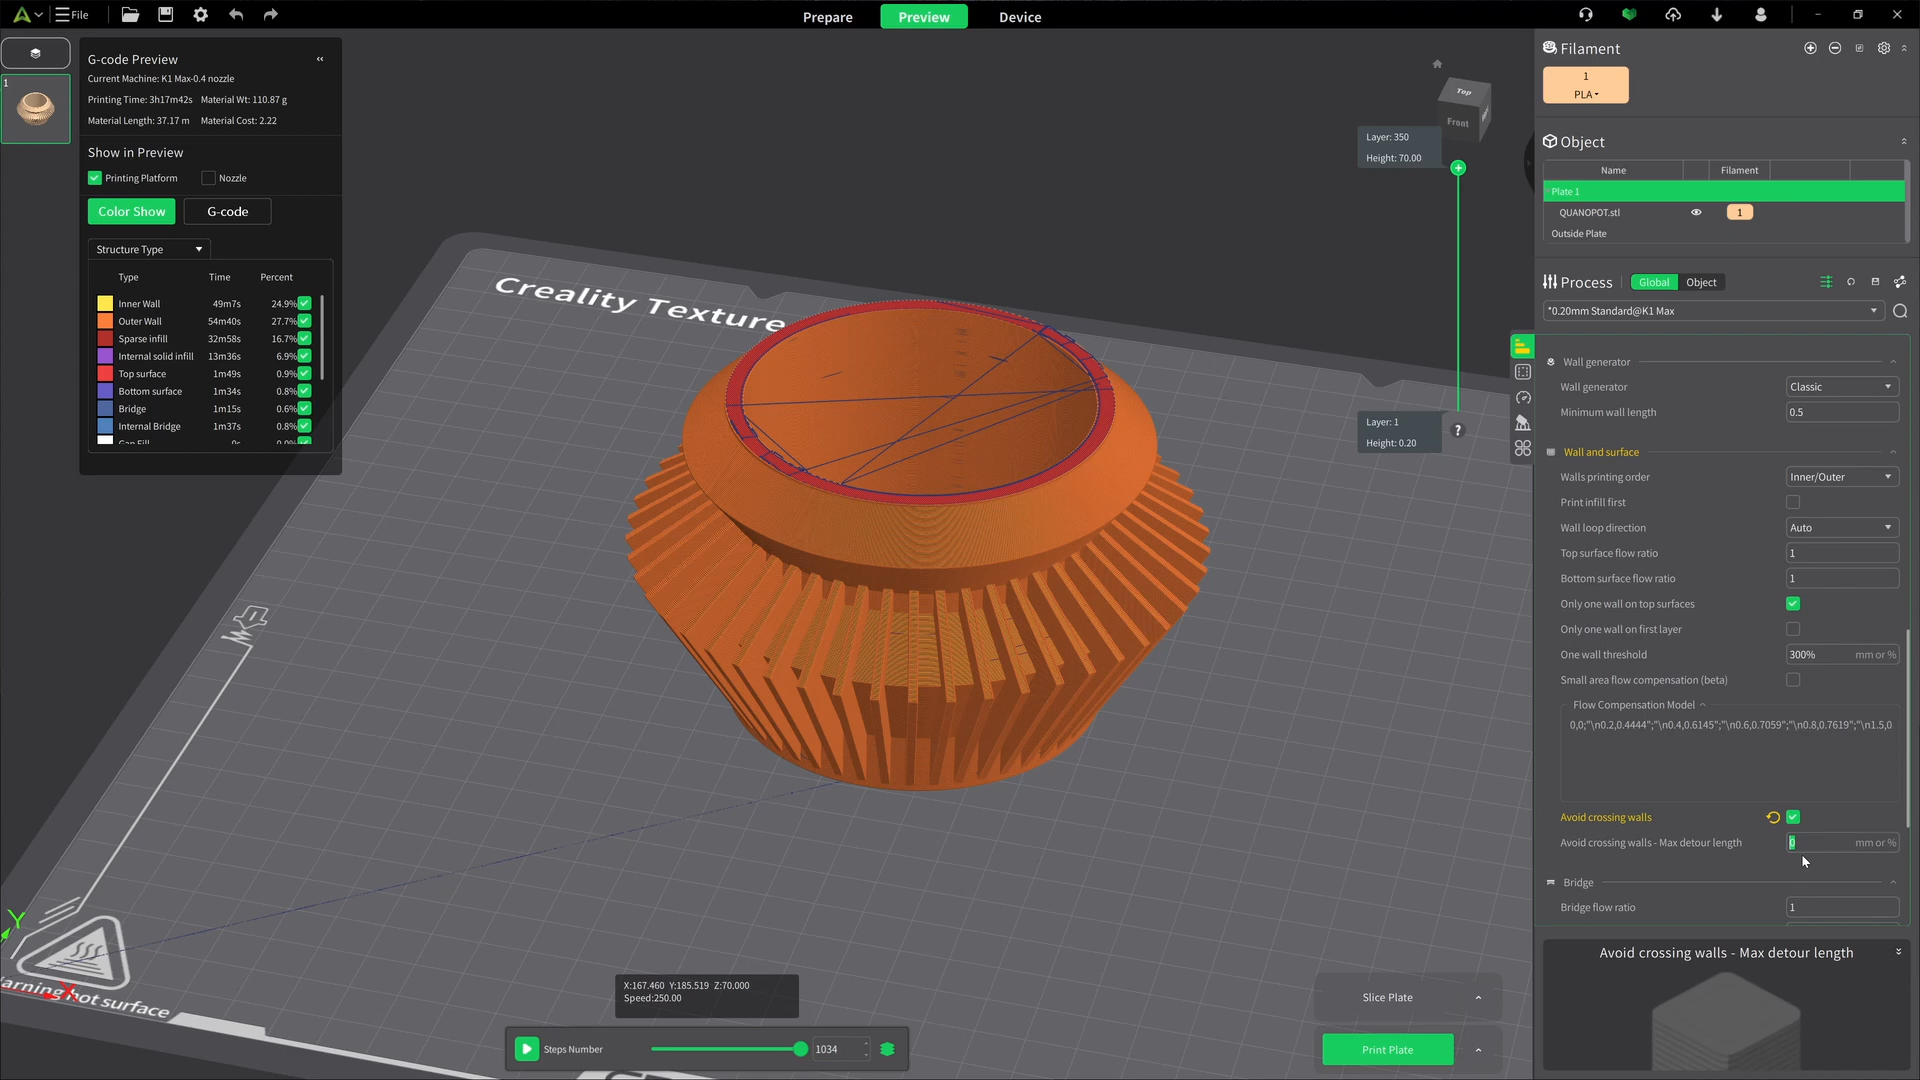 File
Prepare
Preview
Device
1
G-code Preview
Current Machine: K1 Max-0.4 nozzle
Printing Time: 3h17m42s Material Wt: 110.87 g
Material Length: 37.17 m Material Cost: 2.22
Show in Preview
Printing Platform
Nozzle
Color Show
G-code
Structure Type
Type Time Percent
Inner Wall 49m7s 24.9%
Outer Wall 54m40s 27.7%
Sparse infill 32m58s 16.7%
Internal solid infill 13m36s 6.9%
Top surface 1m49s 0.9%
Bottom surface 1m34s 0.8%
Bridge 1m15s 0.6%
Internal Bridge 1m37s 0.8%
Gap Fill 0s 0.0%
Creality Texture
Top
Front
Layer: 350
Height: 70.00
Layer: 1
Height: 0.20
?
Y
X
arning hot surface
X:167.460 Y:185.519 Z:70.000
Speed:250.00
Steps Number
1034
Slice Plate
Print Plate
Filament
1
PLA
Object
Name
Filament
Plate 1
QUANOPOT.stl
1
Outside Plate
Process
Global
Object
*0.20mm Standard@K1 Max
Wall generator
Wall generator Classic
Minimum wall length 0.5
Wall and surface
Walls printing order Inner/Outer
Print infill first
Wall loop direction Auto
Top surface flow ratio 1
Bottom surface flow ratio 1
Only one wall on top surfaces
Only one wall on first layer
One wall threshold 300% mm or %
Small area flow compensation (beta)
Flow Compensation Model
0,0;"\n0.2,0.4444";"\n0.4,0.6145";"\n0.6,0.7059";"\n0.8,0.7619";"\n1.5,0
Avoid crossing walls
Avoid crossing walls - Max detour length 0 mm or %
Bridge
Bridge flow ratio 1
Avoid crossing walls - Max detour length